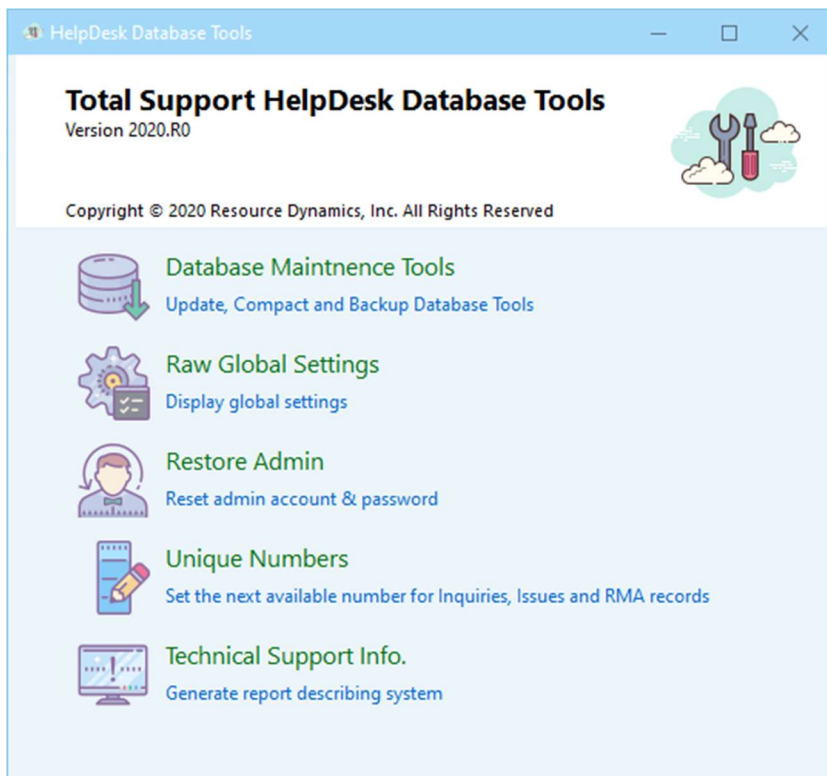 HelpDesk Database Tools
Total Support HelpDesk Database Tools
Version 2020.R0
Copyright © 2020 Resource Dynamics, Inc. All Rights Reserved
Database Maintnence Tools
Update, Compact and Backup Database Tools
Raw Global Settings
Display global settings
Restore Admin
Reset admin account & password
Unique Numbers
Set the next available number for Inquiries, Issues and RMA records
Technical Support Info.
Generate report describing system